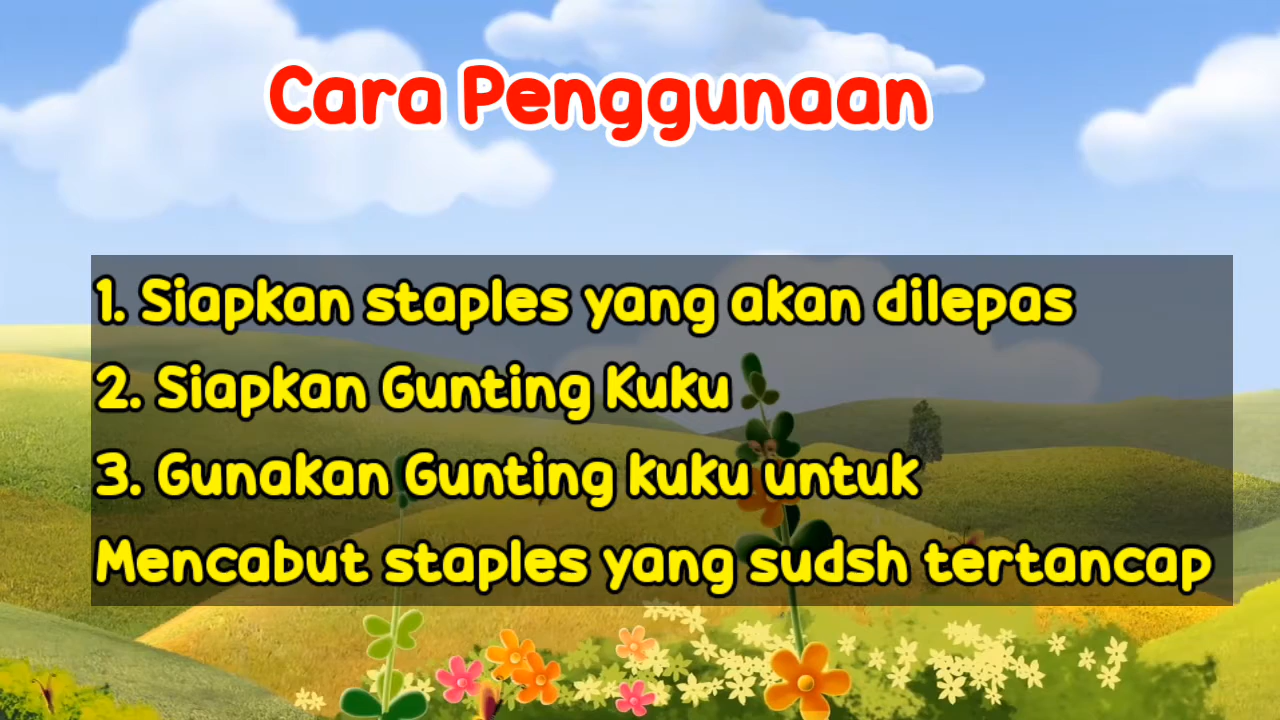 Cara Penggunaan
1. Siapkan staples yang akan dilepas
2. Siapkan Gunting Kuku
3. Gunakan Gunting kuku untuk
Mencabut staples yang sudsh tertancap